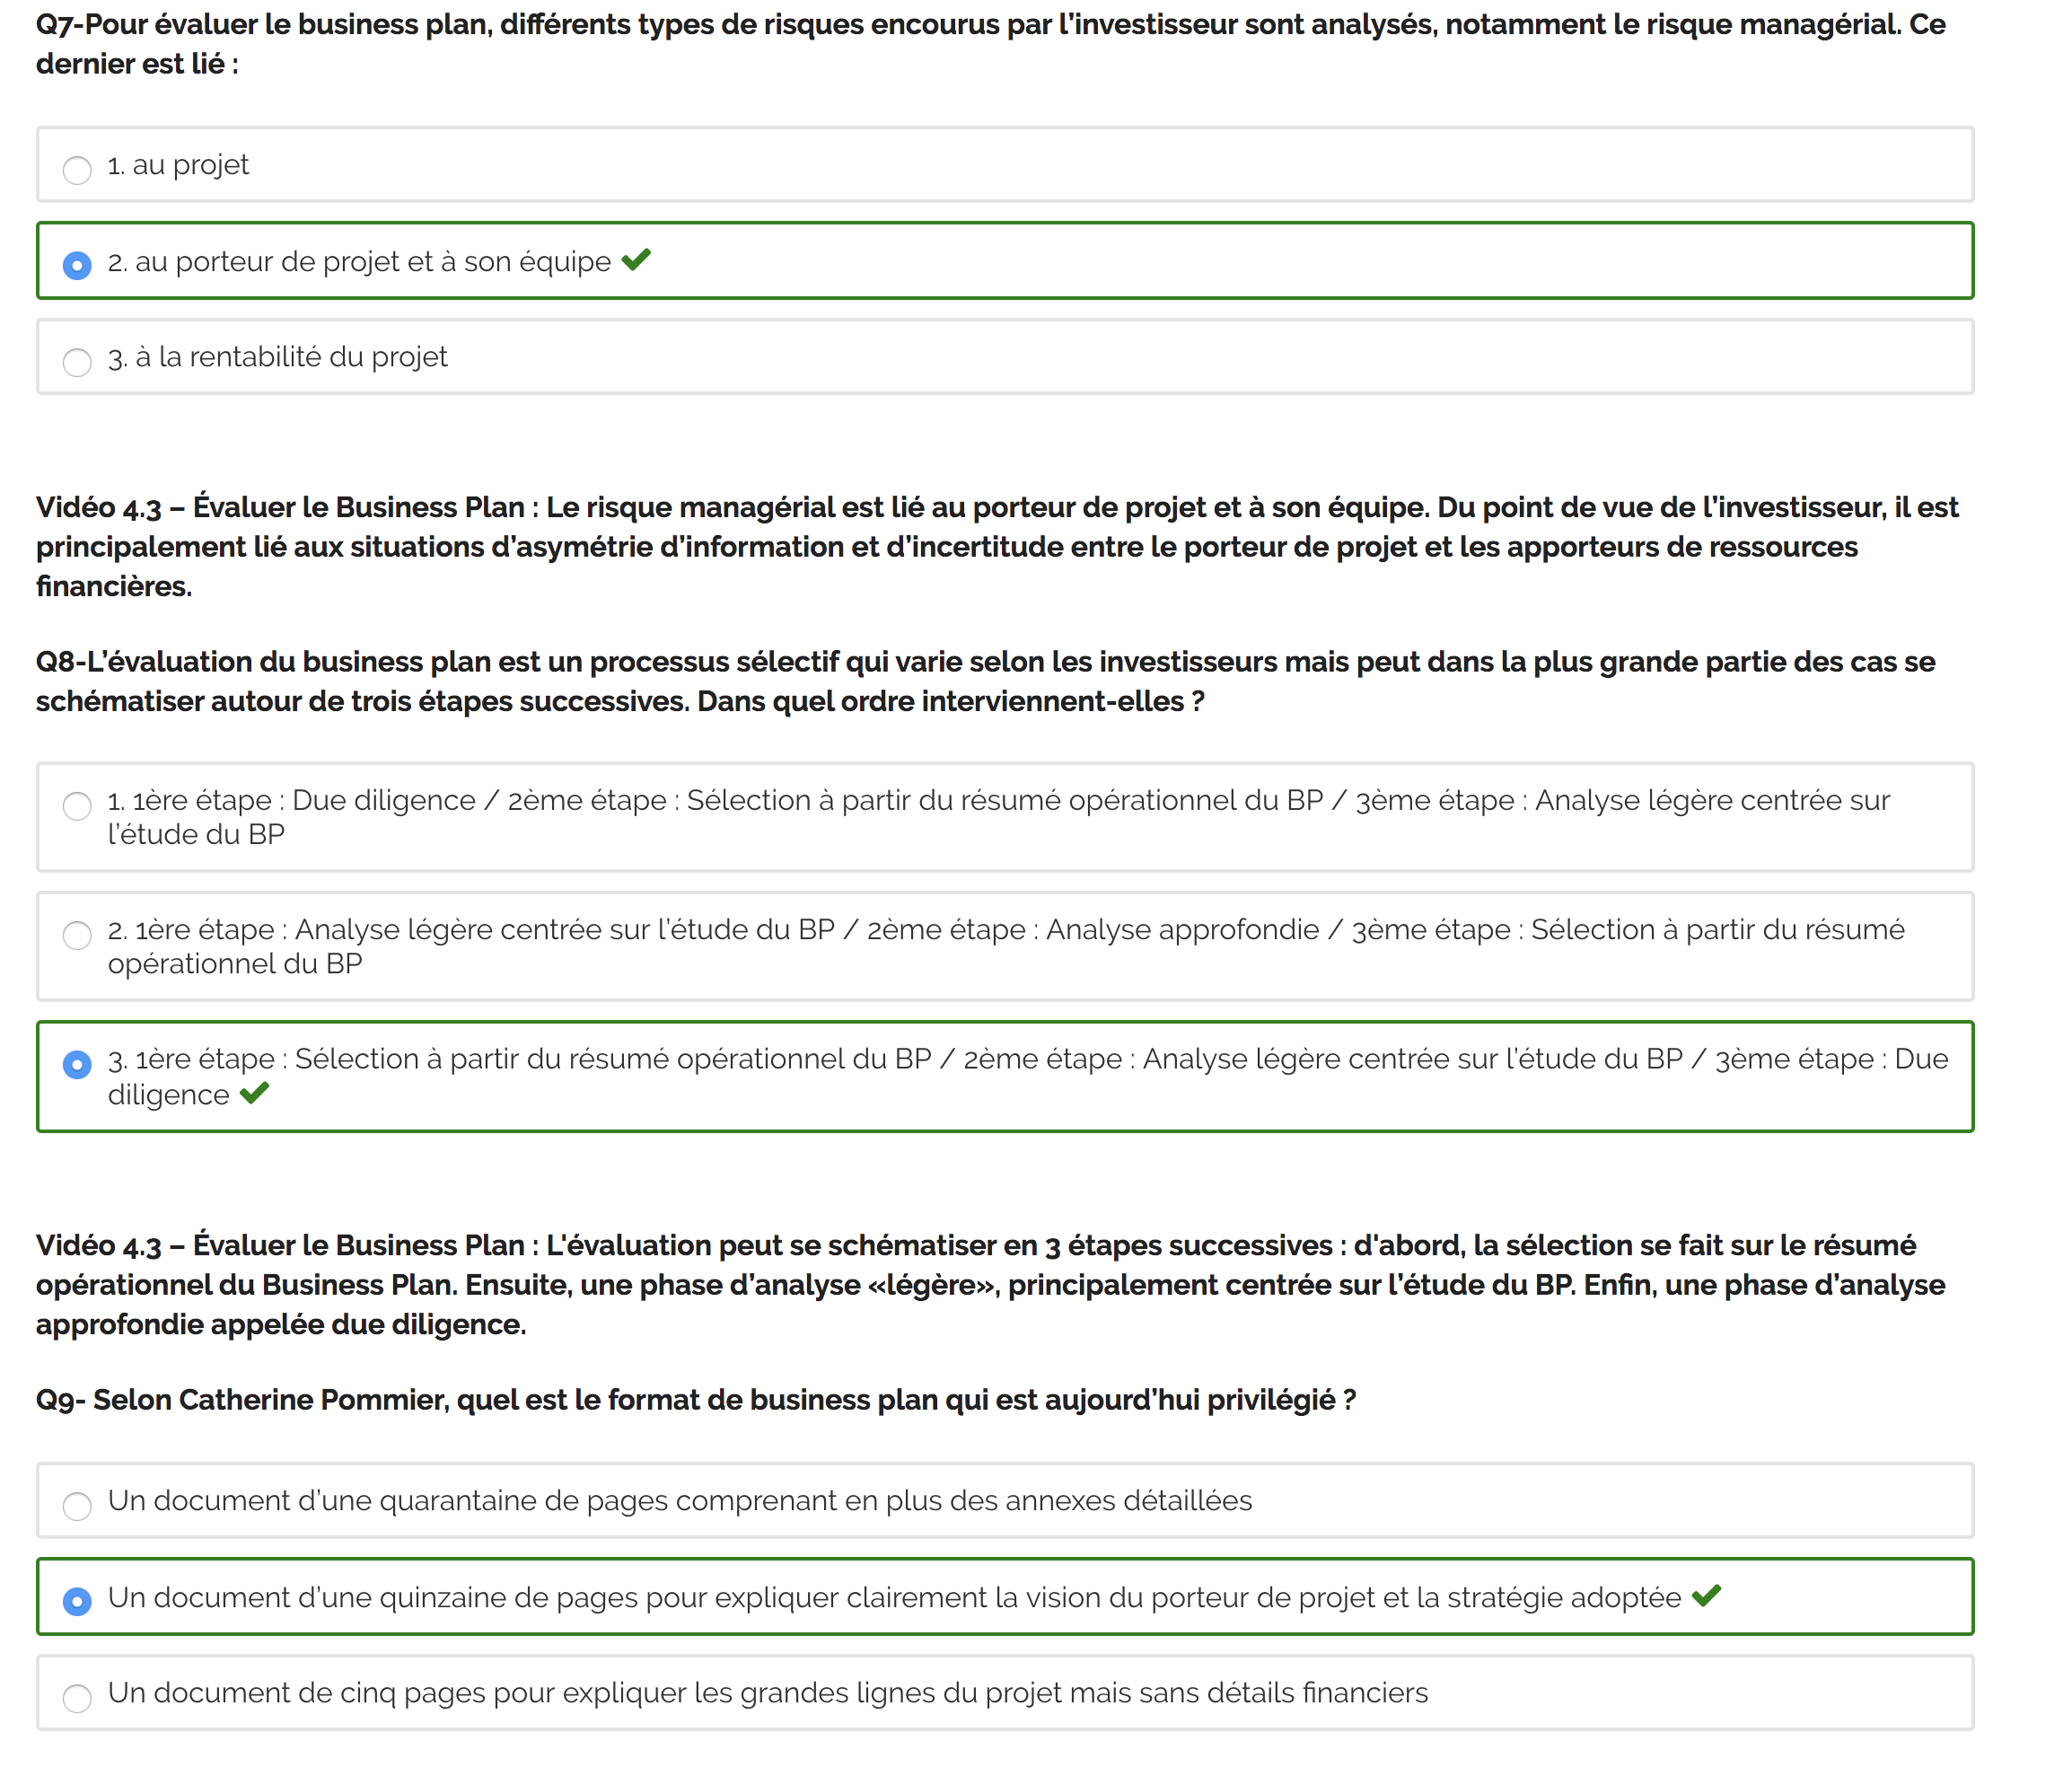 Q7-Pour évaluer le business plan, différents types de risques encourus par l’investisseur sont analysés, notamment le risque managérial. Ce
dernier est lié :
1. au projet
2. au porteur de projet et à son équipe
3. à la rentabilité du projet
Vidéo 4.3 – Évaluer le Business Plan : Le risque managérial est lié au porteur de projet et à son équipe. Du point de vue de l’investisseur, il est
principalement lié aux situations d’asymétrie d’information et d’incertitude entre le porteur de projet et les apporteurs de ressources
financières.
Q8-L’évaluation du business plan est un processus sélectif qui varie selon les investisseurs mais peut dans la plus grande partie des cas se
schématiser autour de trois étapes successives. Dans quel ordre interviennent-elles ?
1. 1ère étape : Due diligence / 2ème étape : Sélection à partir du résumé opérationnel du BP / 3ème étape : Analyse légère centrée sur
l’étude du BP
2. 1ère étape : Analyse légère centrée sur l’étude du BP / 2ème étape : Analyse approfondie / 3ème étape : Sélection à partir du résumé
opérationnel du BP
3. 1ère étape : Sélection à partir du résumé opérationnel du BP / 2ème étape : Analyse légère centrée sur l’étude du BP / 3ème étape : Due
diligence
Vidéo 4.3 – Évaluer le Business Plan : L'évaluation peut se schématiser en 3 étapes successives : d'abord, la sélection se fait sur le résumé
opérationnel du Business Plan. Ensuite, une phase d’analyse «légère», principalement centrée sur l’étude du BP. Enfin, une phase d’analyse
approfondie appelée due diligence.
Q9- Selon Catherine Pommier, quel est le format de business plan qui est aujourd’hui privilégié ?
Un document d’une quarantaine de pages comprenant en plus des annexes détaillées
Un document d’une quinzaine de pages pour expliquer clairement la vision du porteur de projet et la stratégie adoptée
Un document de cinq pages pour expliquer les grandes lignes du projet mais sans détails financiers